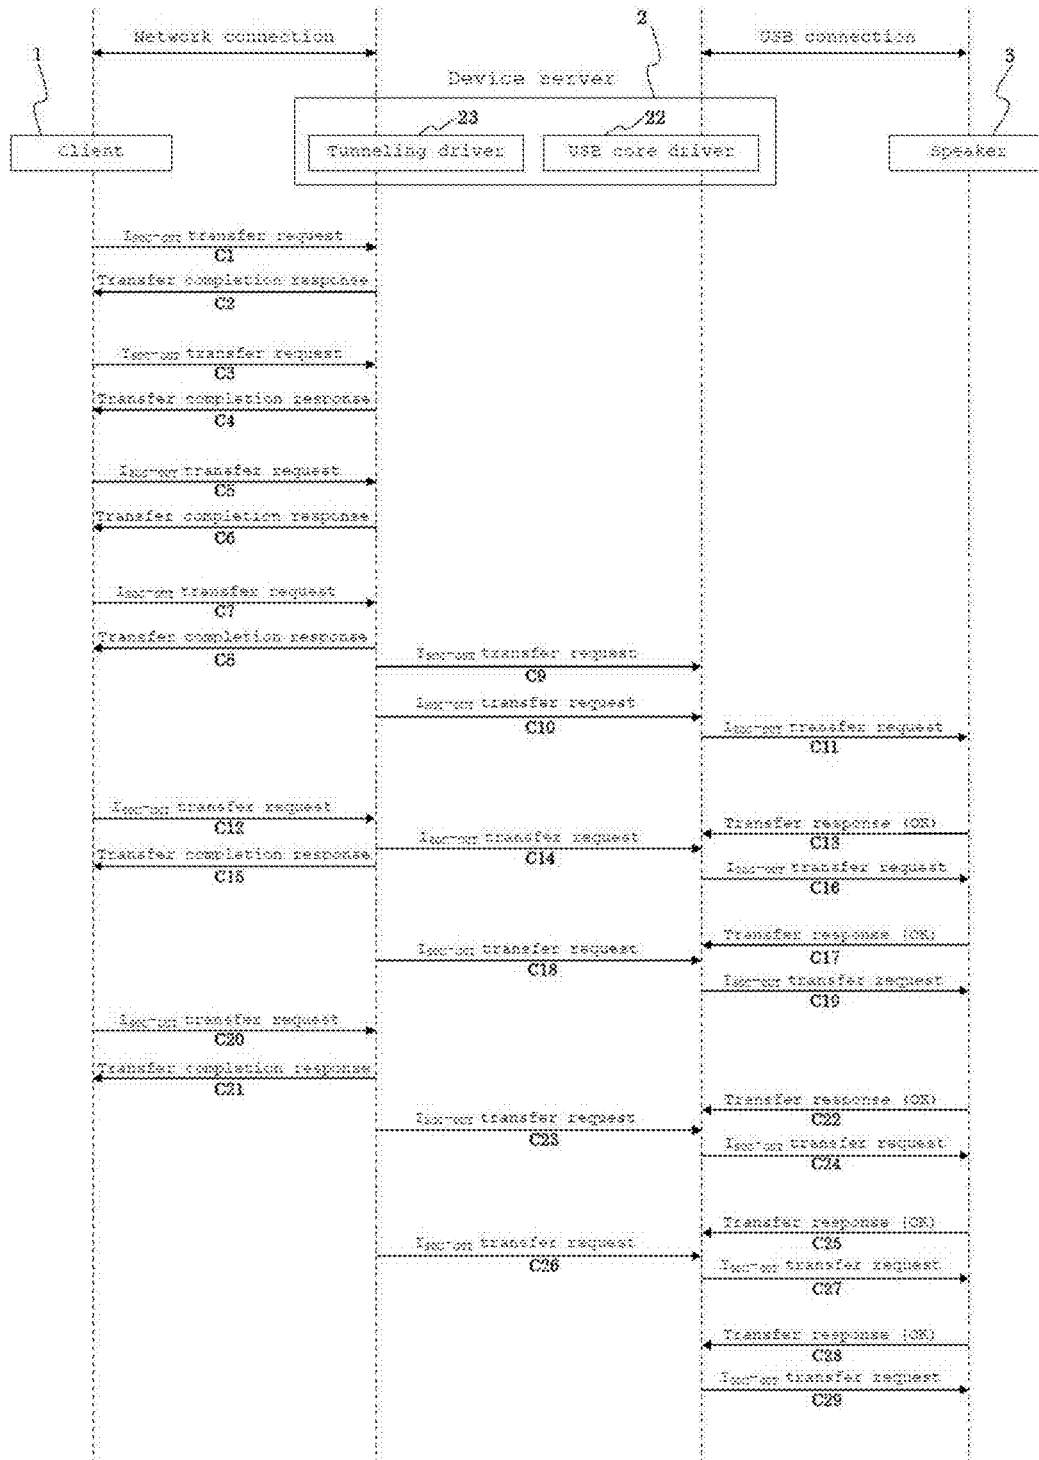 Network connection
USB connection
2
1
3
Device server
23
22
Client
Tunneling driver
USB core driver
Speaker
transfer request
C1
Transfer completion response
C2
transfer request
C3
Transfer completion response
C4
transfer request
C5
Transfer completion response
C6
transfer request
C7
Transfer completion response
C8
transfer request
C9
transfer request
C10
transfer request
C11
transfer request
C12
Transfer response (OK)
C13
transfer request
C14
Transfer completion response
C15
transfer request
C16
Transfer response (OK)
C17
transfer request
C18
transfer request
C19
transfer request
C20
Transfer completion response
C21
Transfer response (OK)
C22
transfer request
C23
transfer request
C24
Transfer response (OK)
C25
transfer request
C26
transfer request
C27
Transfer response (OK)
C28
transfer request
C29